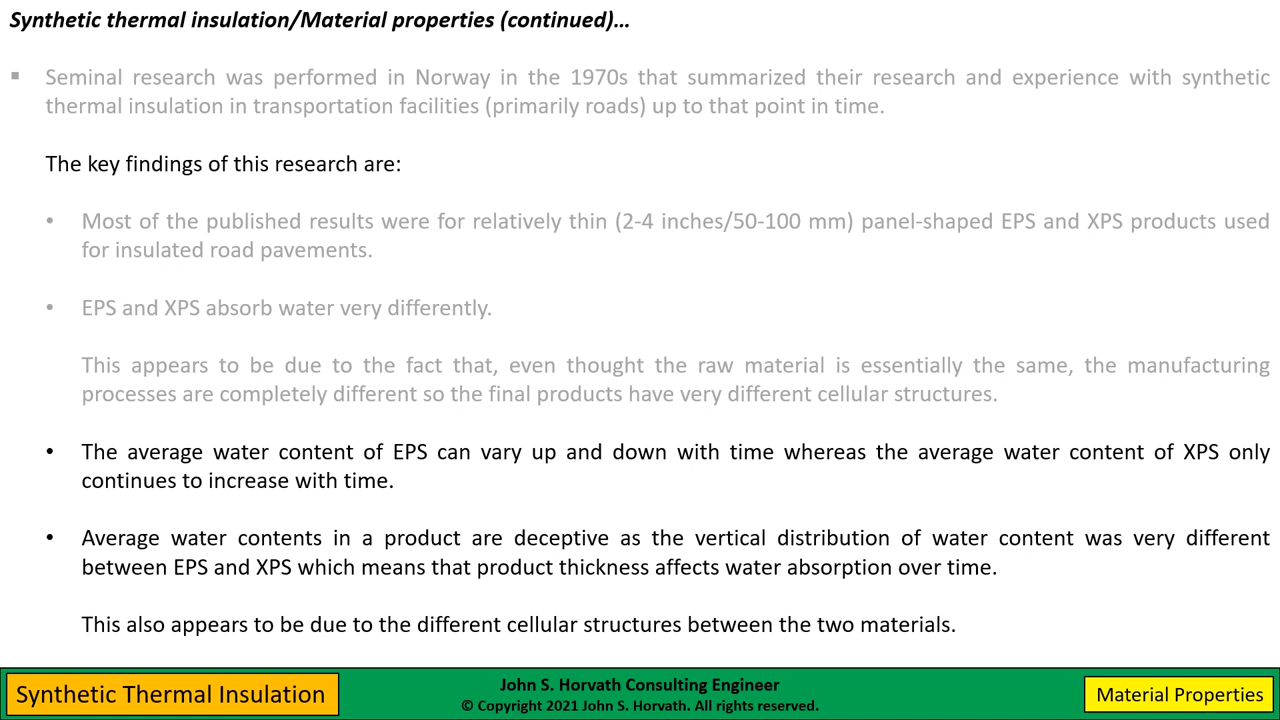 Synthetic thermal insulation/Material properties (continued)…
▪ Seminal research was performed in Norway in the 1970s that summarized their research and experience with synthetic
thermal insulation in transportation facilities (primarily roads) up to that point in time.
The key findings of this research are:
• Most of the published results were for relatively thin (2-4 inches/50-100 mm) panel-shaped EPS and XPS products used
for insulated road pavements.
• EPS and XPS absorb water very differently.
This appears to be due to the fact that, even thought the raw material is essentially the same, the manufacturing
processes are completely different so the final products have very different cellular structures.
• The average water content of EPS can vary up and down with time whereas the average water content of XPS only
continues to increase with time.
• Average water contents in a product are deceptive as the vertical distribution of water content was very different
between EPS and XPS which means that product thickness affects water absorption over time.
This also appears to be due to the different cellular structures between the two materials.
Synthetic Thermal Insulation
John S. Horvath Consulting Engineer
© Copyright 2021 John S. Horvath. All rights reserved.
Material Properties